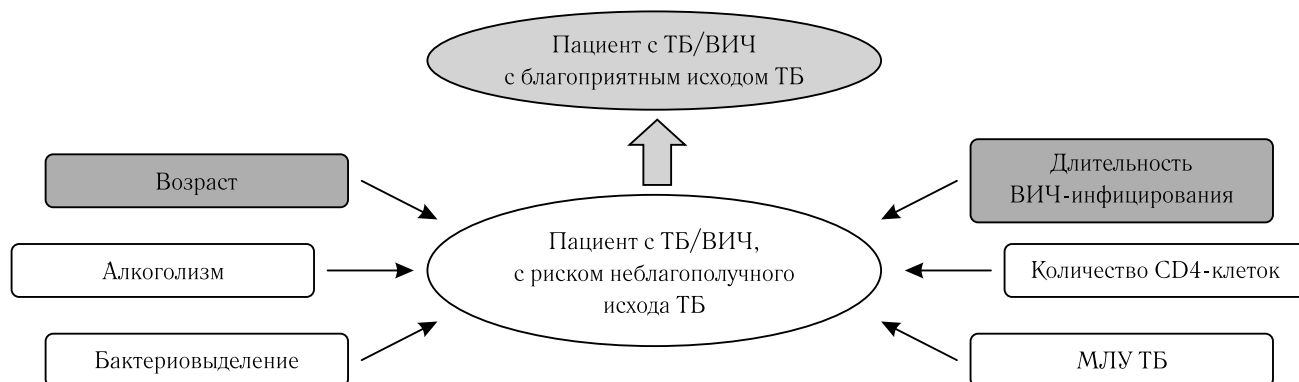 Пациент с ТБ/ВИЧ
с благоприятным исходом ТБ
Возраст
Длительность
ВИЧ-инфицирования
Пациент с ТБ/ВИЧ,
с риском неблагополучного
исхода ТБ
Алкоголизм
Количество CD4-клеток
Бактериовыделение
МЛУ ТБ